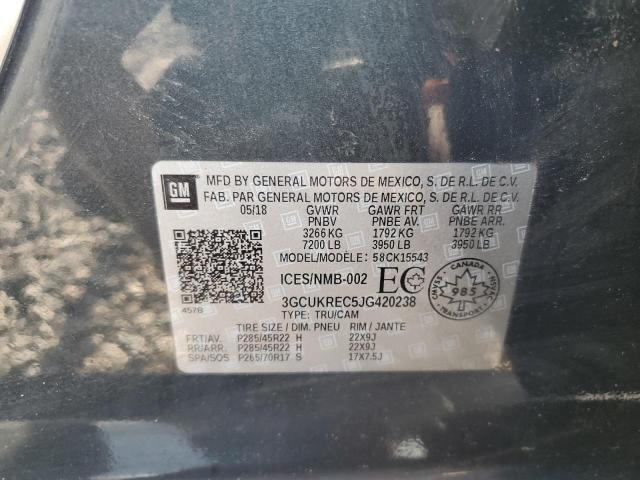 GM
MFD BY GENERAL MOTORS DE MEXICO, S. DE R.L. DE C.V.
FAB. PAR GENERAL MOTORS DE MEXICO, S. DE R.L. DE C.V.
05/18 GVWR GAWR FRT GAWR RR
PNBV PNBE AV. PNBE ARR.
3266 KG 1792 KG 1792 KG
7200 LB 3950 LB 3950 LB
MODEL/MODÈLE: 58CK15543
ICES/NMB-002 EC
CANADA
985
TRANSPORT
3GCUKREC5JG420238
457B
TYPE: TRU/CAM
TIRE SIZE / DIM. PNEU RIM / JANTE
FRT/AV. P285/45R22 H 22X9J
RR/ARR. P285/45R22 H 22X9J
SPA/SOS P265/70R17 S 17X7.5J